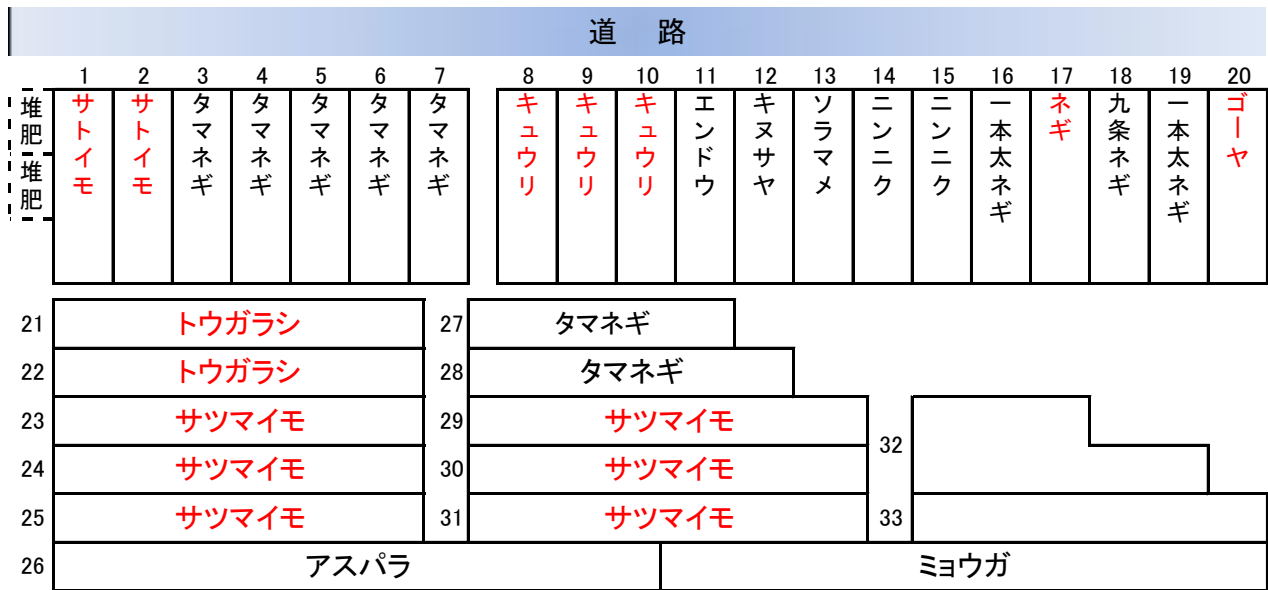 道 路
1 2 3 4 5 6 7 8 9 10 11 12 13 14 15 16 17 18 19 20
堆肥
堆肥
サトイモ
サトイモ
タマネギ
タマネギ
タマネギ
タマネギ
タマネギ
キュウリ
キュウリ
キュウリ
エンドウ
キヌサヤ
ソラマメ
ニンニク
ニンニク
一本太ネギ
ネギ
九条ネギ
一本太ネギ
ゴーヤ
21 トウガラシ 27 タマネギ
22 トウガラシ 28 タマネギ
23 サツマイモ 29 サツマイモ
32
24 サツマイモ 30 サツマイモ
25 サツマイモ 31 サツマイモ 33
26 アスパラ ミョウガ